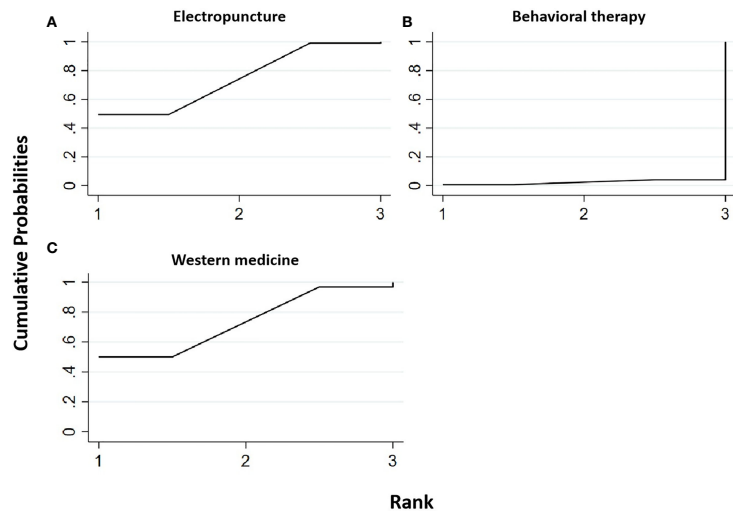 A
Electropuncture
1
.8
.6
.4
.2
0
1 2 3
B
Behavioral therapy
1
.8
.6
.4
.2
0
1 2 3
C
Western medicine
1
.8
.6
.4
.2
0
1 2 3
Cumulative Probabilities
Rank